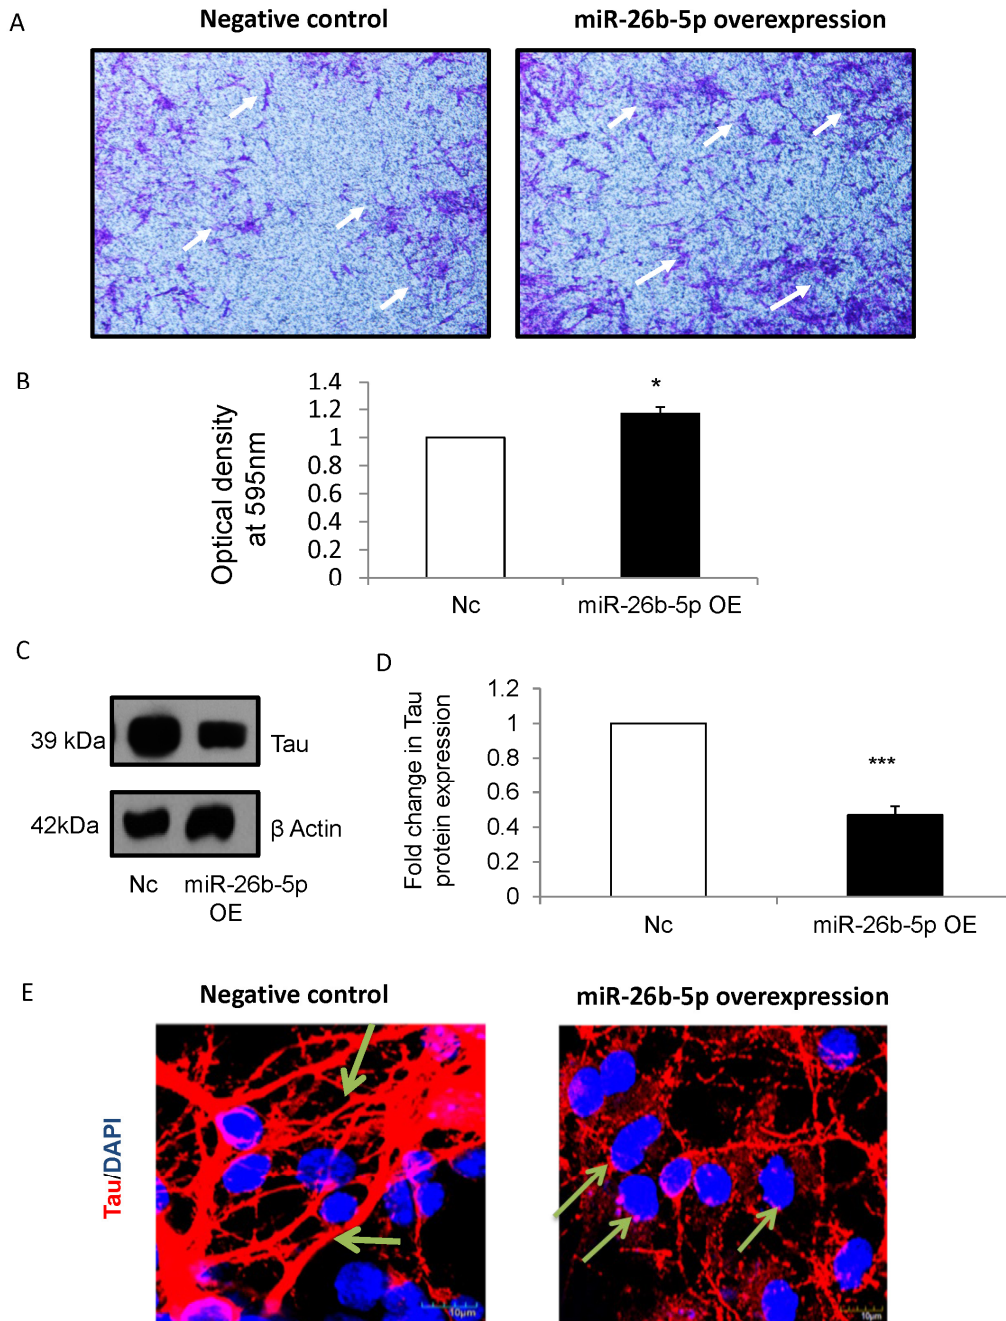 A
Negative control
miR-26b-5p overexpression
B
Optical density
at 595nm
1.4
1.2
1
0.8
0.6
0.4
0.2
0
*
Nc
miR-26b-5p OE
C
39 kDa
Tau
42kDa
β Actin
Nc
miR-26b-5p
OE
D
Fold change in Tau
protein expression
1.2
1
0.8
0.6
0.4
0.2
0
***
Nc
miR-26b-5p OE
E
Negative control
miR-26b-5p overexpression
Tau/DAPI
10µm
10µm